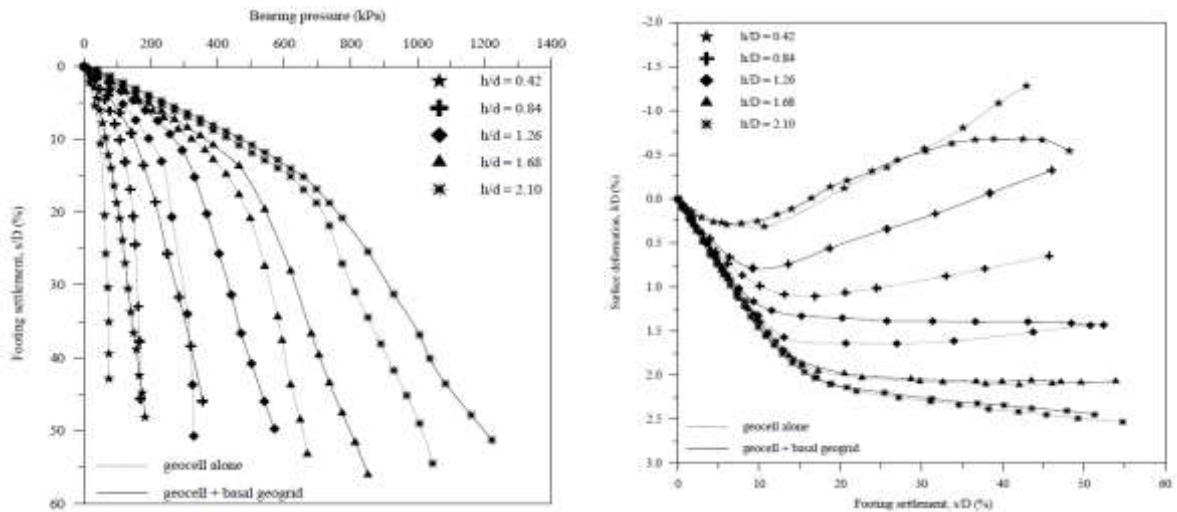 Bearing pressure (kPa)
0 200 400 600 800 1000 1200 1400
0
10
20
30
40
50
60
Footing settlement, s/D (%)
h/d = 0.42
h/d = 0.84
h/d = 1.26
h/d = 1.68
h/d = 2.10
geocell alone
geocell + basal geogrid
-2.0
-1.5
-1.0
-0.5
0.0
0.5
1.0
1.5
2.0
2.5
3.0
Surface deformation, δ/D (%)
h/D = 0.42
h/D = 0.84
h/D = 1.26
h/D = 1.68
h/D = 2.10
geocell alone
geocell + basal geogrid
0 10 20 30 40 50 60
Footing settlement, s/D (%)